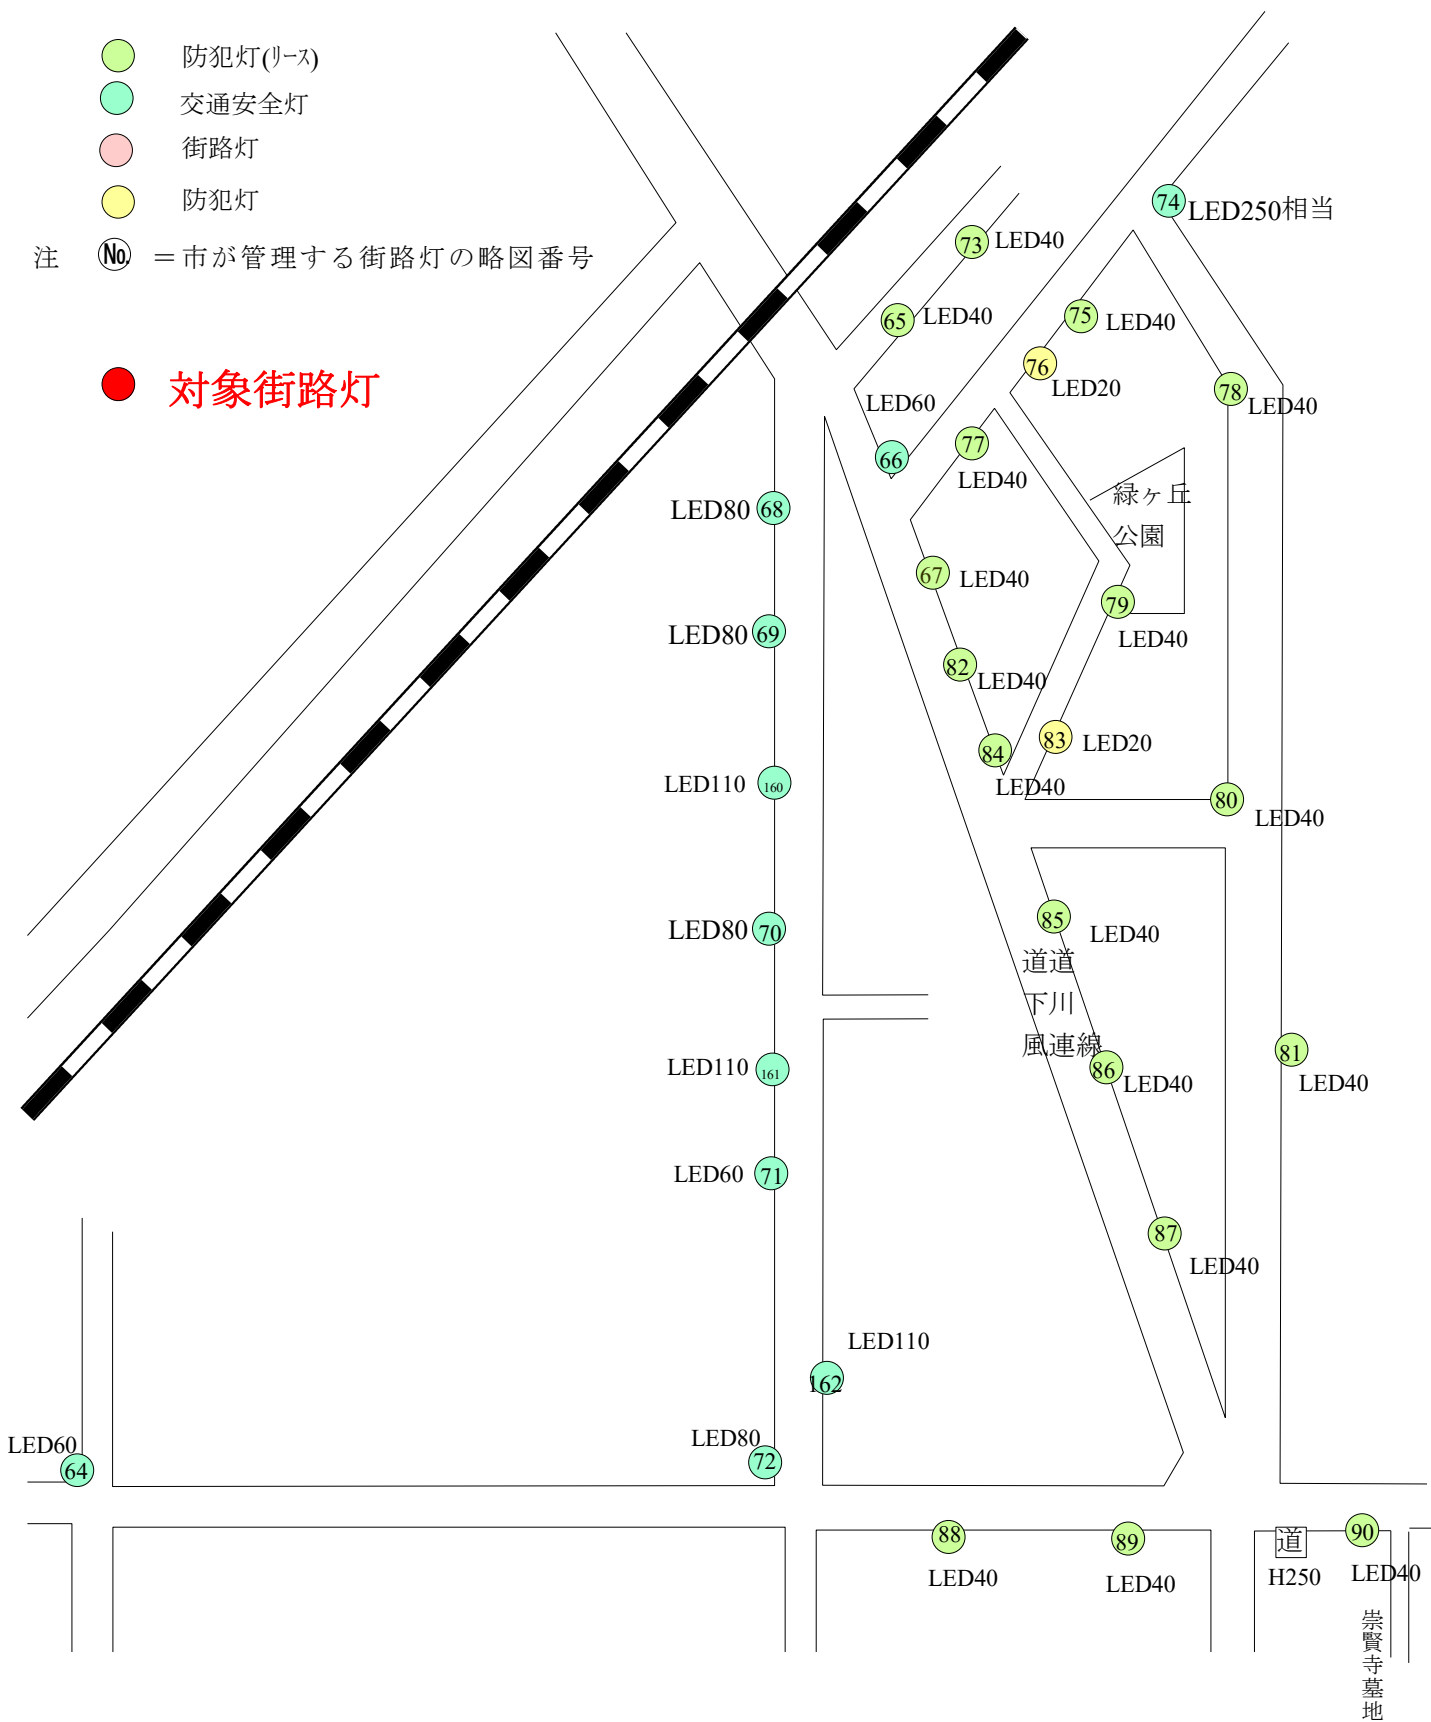 防犯灯(リース)
交通安全灯
街路灯
防犯灯
注 No. ＝市が管理する街路灯の略図番号
対象街路灯
74 LED250相当
73 LED40
65 LED40
75 LED40
76
LED20
78
LED40
LED60
66
77
LED40
緑ヶ丘
公園
LED80 68
67 LED40
79
LED40
LED80 69
82
LED40
83 LED20
84
LED40
LED110 160
80
LED40
85
LED40
LED80 70
道道
下川
風連線
86
LED40
81
LED40
LED110 161
LED60 71
87
LED40
LED110
162
LED80
72
LED60
64
88
LED40
89
LED40
道
H250
90
LED40
崇賢寺墓地